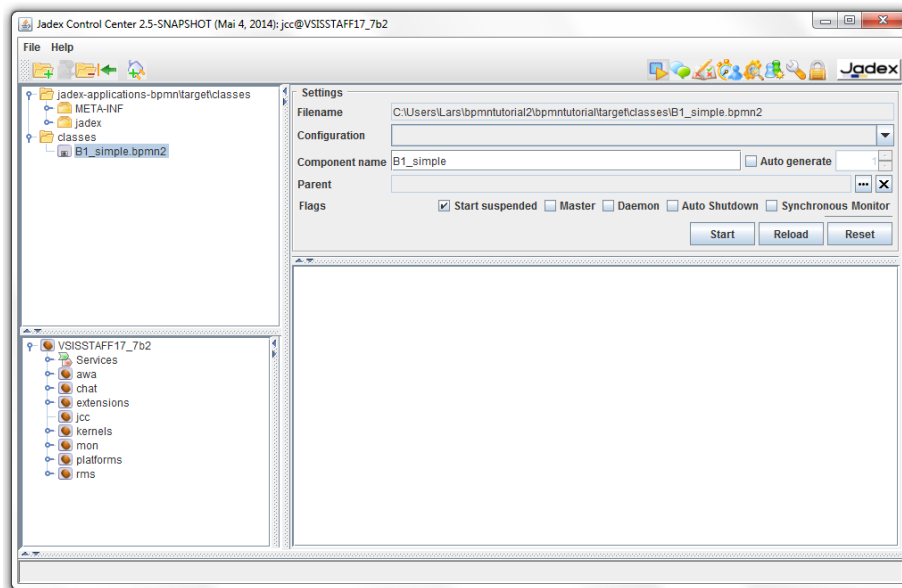 Jadex Control Center 2.5-SNAPSHOT (Mai 4, 2014): jcc@VSISSTAFF17_7b2
File Help
Jadex
jadex-applications-bpmn\target\classes
META-INF
jadex
classes
B1_simple.bpmn2
Settings
Filename C:\Users\Lars\bpmntutorial2\bpmntutorial\target\classes\B1_simple.bpmn2
Configuration
Component name B1_simple Auto generate 1
Parent ...
Flags Start suspended Master Daemon Auto Shutdown Synchronous Monitor
Start Reload Reset
VSISSTAFF17_7b2
Services
awa
chat
extensions
jcc
kernels
mon
platforms
rms